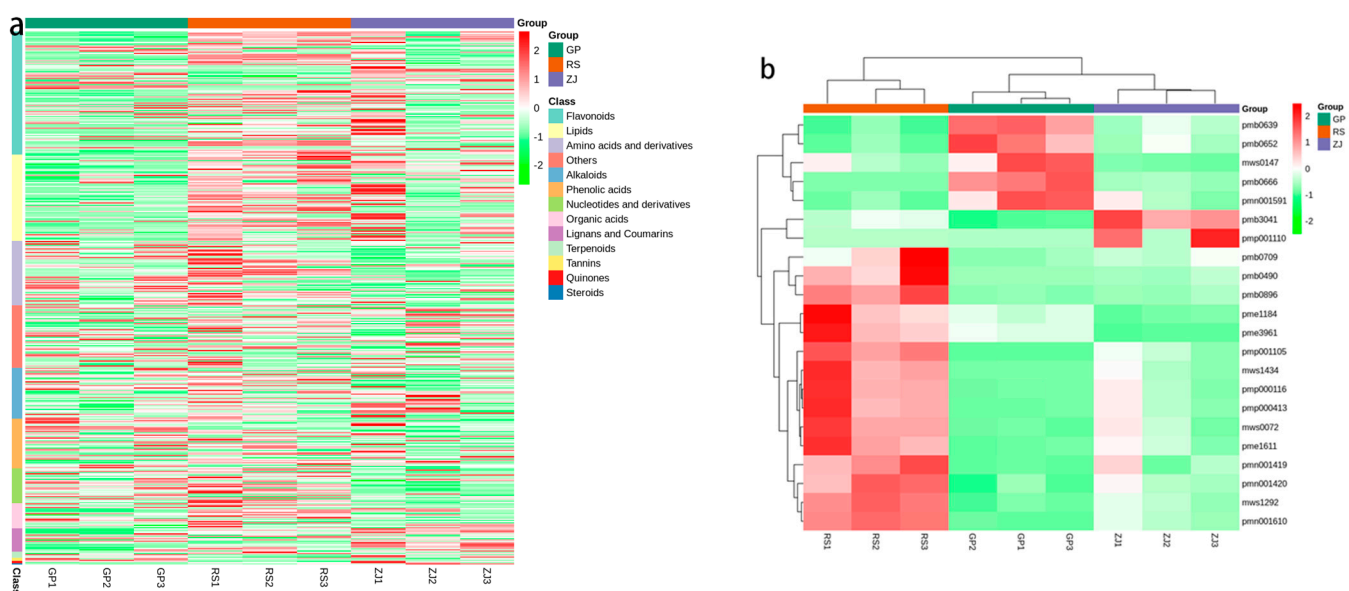 a
Group
2
1
0
-1
-2
Group
GP
RS
ZJ
Class
Flavonoids
Lipids
Amino acids and derivatives
Others
Alkaloids
Phenolic acids
Nucleotides and derivatives
Organic acids
Lignans and Coumarins
Terpenoids
Tannins
Quinones
Steroids
Class
GP1
GP2
GP3
RS1
RS2
RS3
ZJ1
ZJ2
ZJ3
b
Group
pmb0639
pmb0652
mws0147
pmb0666
pmn001591
pmb3041
pmp001110
pmb0709
pmb0490
pmb0896
pme1184
pme3961
pmp001105
mws1434
pmp000116
pmp000413
mws0072
pme1611
pmn001419
pmn001420
mws1292
pmn001610
2
1
0
-1
-2
Group
GP
RS
ZJ
RS1
RS2
RS3
GP2
GP1
GP3
ZJ1
ZJ2
ZJ3